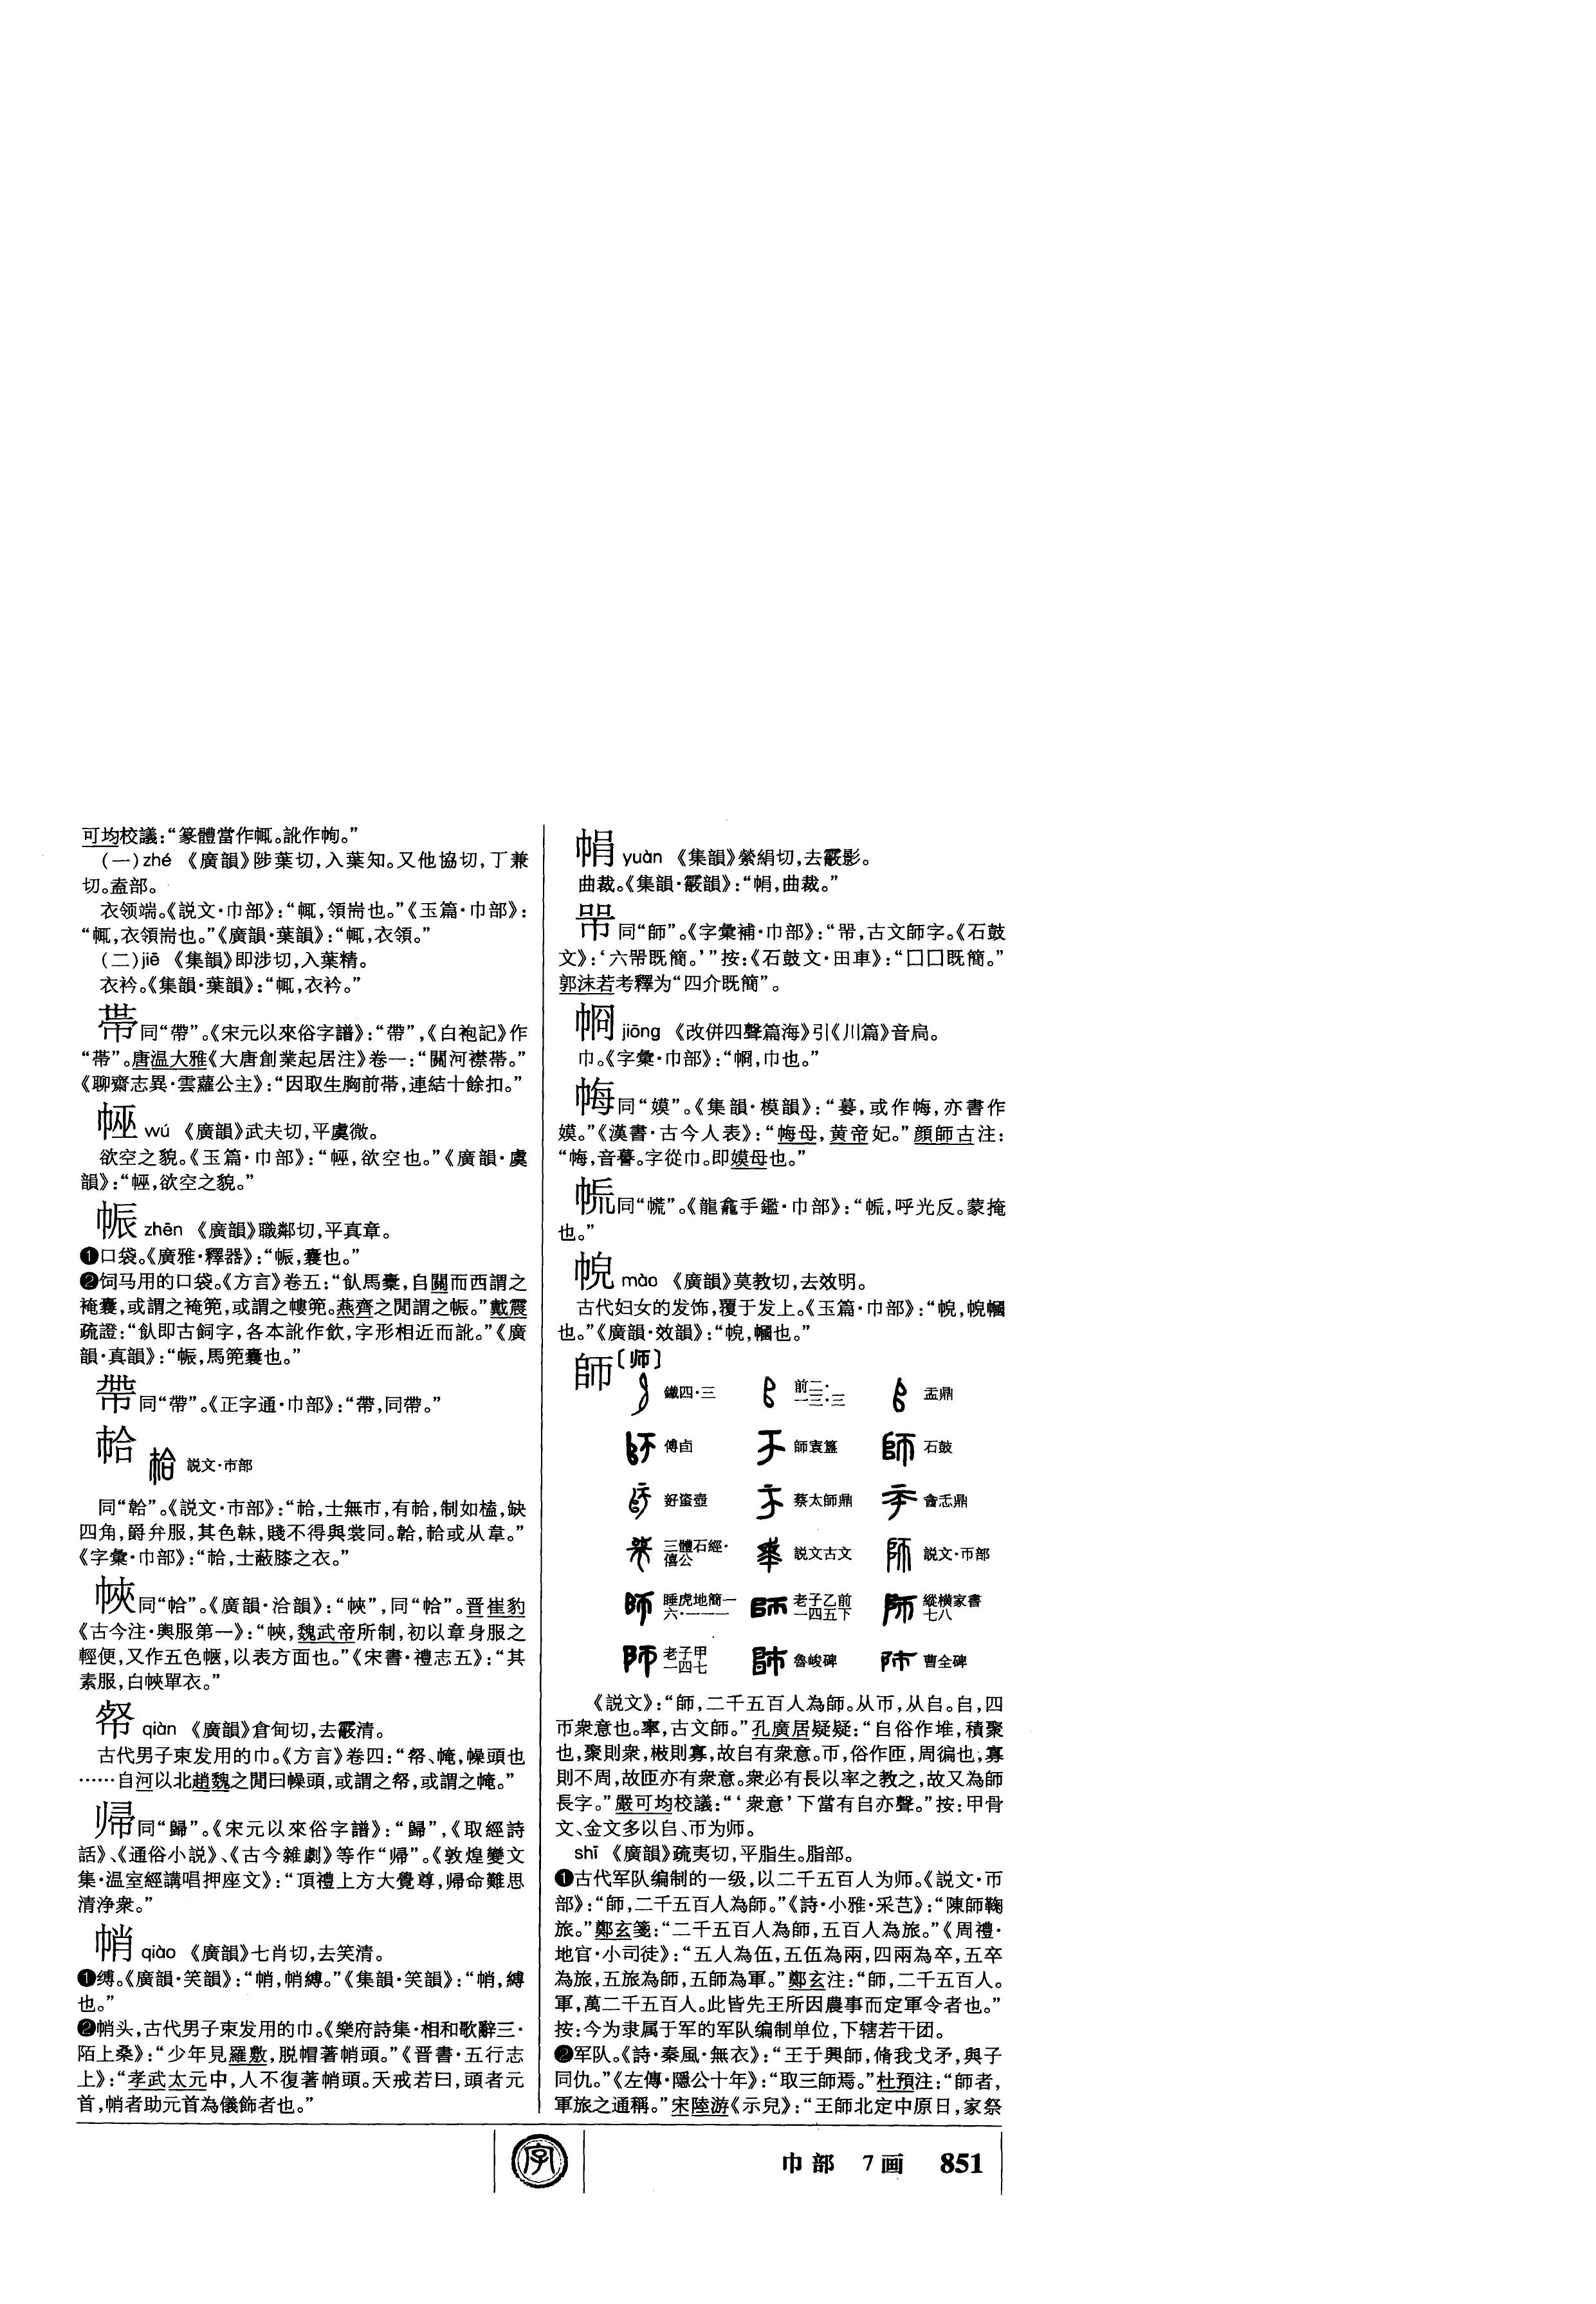 可均校議：“篆體當作㡇。訛作㡈。”
(一)zhé 《廣韻》陟葉切，入葉知。又他協切，丁兼
切。盍部。
衣领端。《説文·巾部》：“㡇，領耑也。”《玉篇·巾部》：
“㡇，衣領耑也。”《廣韻·葉韻》：“㡇，衣領。”
(二)jiē 《集韻》即涉切，入葉精。
衣衿。《集韻·葉韻》：“㡇，衣衿。”
同“帶”。《宋元以來俗字譜》：“帶”，《白袍記》作
“帯”。唐温大雅《大唐創業起居注》卷一：“關河襟帯。”
《聊齋志異·雲蘿公主》：“因取生胸前帯，連結十餘扣。”
wú 《廣韻》武夫切，平虞微。
欲空之貌。《玉篇·巾部》：“㡔，欲空也。”《廣韻·虞
韻》：“㡔，欲空之貌。”
帪 zhēn 《廣韻》職鄰切，平真章。
❶口袋。《廣雅·釋器》：“帪，囊也。”
❷饲马用的口袋。《方言》卷五：“飤馬橐，自關而西謂之
裺囊，或謂之裺篼，或謂之㡞篼。燕齊之間謂之帪。”戴震
疏證：“飤即古飼字，各本訛作飲，字形相近而訛。”《廣
韻·真韻》：“帪，馬兜囊也。”
同“帶”。《正字通·巾部》：“帶，同帶。”
帢 説文·巿部
同“韐”。《説文·巿部》：“帢，士無巿，有帢，制如榼，缺
四角，爵弁服，其色韎，賤不得與裳同。韐，帢或从韋。”
《字彙·巾部》：“帢，士蔽膝之衣。”
㡇同“帢”。《廣韻·洽韻》：“㡇”，同“帢”。晋崔豹
《古今注·輿服第一》：“㡇，魏武帝所制，初以章身服之
輕便，又作五色㡇，以表方面也。”《宋書·禮志五》：“其
素服，白㡇單衣。”
帤 qiàn 《廣韻》倉甸切，去霰清。
古代男子束发用的巾。《方言》卷四：“帤、㡋，幧頭也
……自河以北趙魏之間曰幧頭，或謂之帤，或謂之㡋。”
帰同“歸”。《宋元以來俗字譜》：“歸”，《取經詩
話》、《通俗小説》、《古今雜劇》等作“帰”。《敦煌變文
集·温室經講唱押座文》：“頂禮上方大覺尊，帰命難思
清浄衆。”
帩 qiào 《廣韻》七肖切，去笑清。
❶缚。《廣韻·笑韻》：“帩，帩縛。”《集韻·笑韻》：“帩，縛
也。”
❷帩头，古代男子束发用的巾。《樂府詩集·相和歌辭三·
陌上桑》：“少年見羅敷，脱帽著帩頭。”《晋書·五行志
上》：“孝武太元中，人不復著帩頭。天戒若曰，頭者元
首，帩者助元首為儀飾者也。”
帬 yuàn 《集韻》縈絹切，去霰影。
曲裁。《集韻·霰韻》：“㡓，曲裁。”
同“師”。《字彙補·巾部》：“㠮，古文師字。《石鼓
文》：‘六㠮既簡。’”按：《石鼓文·田車》：“□□既簡。”
郭沫若考釋为“四介既簡”。
jiōng 《改併四聲篇海》引《川篇》音扃。
巾。《字彙·巾部》：“㡏，巾也。”
㡈同“嫫”。《集韻·模韻》：“㜈，或作㡈，亦書作
嫫。”《漢書·古今人表》：“㡈母，黄帝妃。”顔師古注：
“㡈，音謩。字從巾。即嫫母也。”
㡆同“㡛”。《龍龕手鑑·巾部》：“㡆，呼光反。蒙掩
也。”
㡌 mào 《廣韻》莫教切，去效明。
古代妇女的发饰，覆于发上。《玉篇·巾部》：“㡌，㡌幗
也。”《廣韻·效韻》：“㡌，幗也。”
師〔师〕
鐵四·三 前二·一三·三 盂鼎
傅卣 師𡩜簋 石鼓
𡚱𧊒壺 蔡太師鼎 酓忎鼎
三體石經·僖公 説文古文 説文·帀部
睡虎地簡一六·一一一 老子乙前一四五下 縱横家書七八
老子甲一四七 魯峻碑 曹全碑
《説文》：“師，二千五百人為師。从帀，从𠂤。𠂤，四
帀衆意也。𠦵，古文師。”孔廣居疑疑：“𠂤俗作堆，積聚
也，聚則衆，㪚則寡，故𠂤有衆意。帀，俗作匝，周徧也，寡
則不周，故匝亦有衆意。衆必有長以率之教之，故又為師
長字。”嚴可均校議：“‘衆意’下當有𠂤亦聲。”按：甲骨
文、金文多以𠂤、帀为师。
shī 《廣韻》疏夷切，平脂生。脂部。
❶古代军队编制的一级，以二千五百人为师。《説文·帀
部》：“師，二千五百人為師。”《詩·小雅·采芑》：“陳師鞠
旅。”鄭玄箋：“二千五百人為師，五百人為旅。”《周禮·
地官·小司徒》：“五人為伍，五伍為兩，四兩為卒，五卒
為旅，五旅為師，五師為軍。”鄭玄注：“師，二千五百人。
軍，萬二千五百人。此皆先王所因農事而定軍令者也。”
按：今为隶属于军的军队编制单位，下辖若干团。
❷军队。《詩·秦風·無衣》：“王于興師，脩我戈矛，與子
同仇。”《左傳·隱公十年》：“取三師焉。”杜預注：“師者，
軍旅之通稱。”宋陸游《示兒》：“王師北定中原日，家祭
字
巾部 7画 851